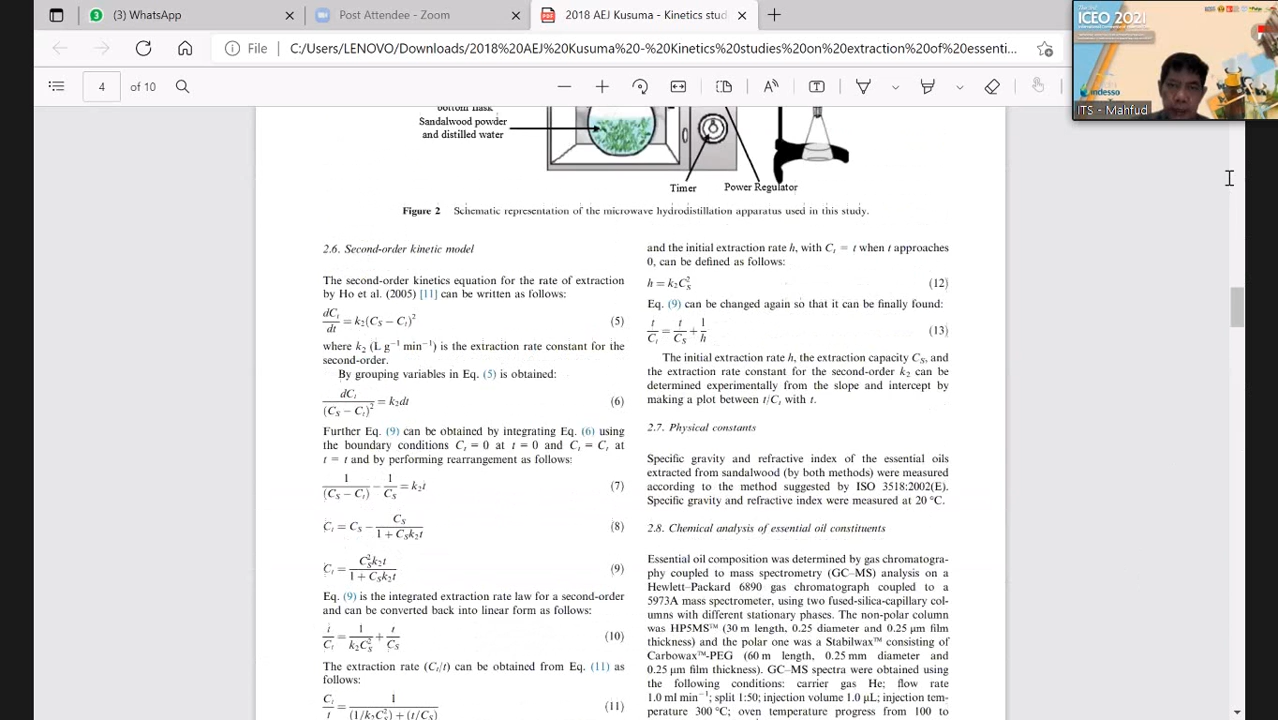 (3) WhatsApp
Post Attendee - Zoom
2018 AEJ Kusuma - Kinetics stud
File
C:/Users/LENOVO/Documents/2018%20AEJ%20Kusuma%20-%20Kinetics%20studies%20on%20extraction%20of%20essenti...
4 of 10
ICEO 2021
indesso
ITS - Mahfud
bottom flask
Sandalwood powder
and distilled water
Timer
Power Regulator
Figure 2 Schematic representation of the microwave hydrodistillation apparatus used in this study.
2.6. Second-order kinetic model
The second-order kinetics equation for the rate of extraction
by Ho et al. (2005) [11] can be written as follows:
dC_t/dt = k_2(C_S − C_t)^2 (5)
where k_2 (L g^−1 min^−1) is the extraction rate constant for the
second-order.
By grouping variables in Eq. (5) is obtained:
dC_t/(C_S − C_t)^2 = k_2dt (6)
Further Eq. (9) can be obtained by integrating Eq. (6) using
the boundary conditions C_t = 0 at t = 0 and C_t = C_t at
t = t and by performing rearrangement as follows:
1/(C_S − C_t) − 1/C_S = k_2t (7)
C_t = C_S − C_S/(1 + C_Sk_2t) (8)
C_t = C_S^2k_2t/(1 + C_Sk_2t) (9)
Eq. (9) is the integrated extraction rate law for a second-order
and can be converted back into linear form as follows:
t/C_t = 1/(k_2C_S^2) + t/C_S (10)
The extraction rate (C_t/t) can be obtained from Eq. (11) as
follows:
C_t/t = 1/((1/k_2C_S^2) + (t/C_S)) (11)
and the initial extraction rate h, with C_t = t when t approaches
0, can be defined as follows:
h = k_2C_S^2 (12)
Eq. (9) can be changed again so that it can be finally found:
t/C_t = t/C_S + 1/h (13)
The initial extraction rate h, the extraction capacity C_S, and
the extraction rate constant for the second-order k_2 can be
determined experimentally from the slope and intercept by
making a plot between t/C_t with t.
2.7. Physical constants
Specific gravity and refractive index of the essential oils
extracted from sandalwood (by both methods) were measured
according to the method suggested by ISO 3518:2002(E).
Specific gravity and refractive index were measured at 20 °C.
2.8. Chemical analysis of essential oil constituents
Essential oil composition was determined by gas chromatogra-
phy coupled to mass spectrometry (GC–MS) analysis on a
Hewlett–Packard 6890 gas chromatograph coupled to a
5973A mass spectrometer, using two fused-silica-capillary col-
umns with different stationary phases. The non-polar column
was HP5MS™ (30 m length, 0.25 diameter and 0.25 μm film
thickness) and the polar one was a Stabilwax™ consisting of
Carbowax™-PEG (60 m length, 0.25 mm diameter and
0.25 μm film thickness). GC–MS spectra were obtained using
the following conditions: carrier gas He; flow rate
1.0 ml min^−1; split 1:50; injection volume 1.0 μL; injection tem-
perature 300 °C; oven temperature progress from 100 to